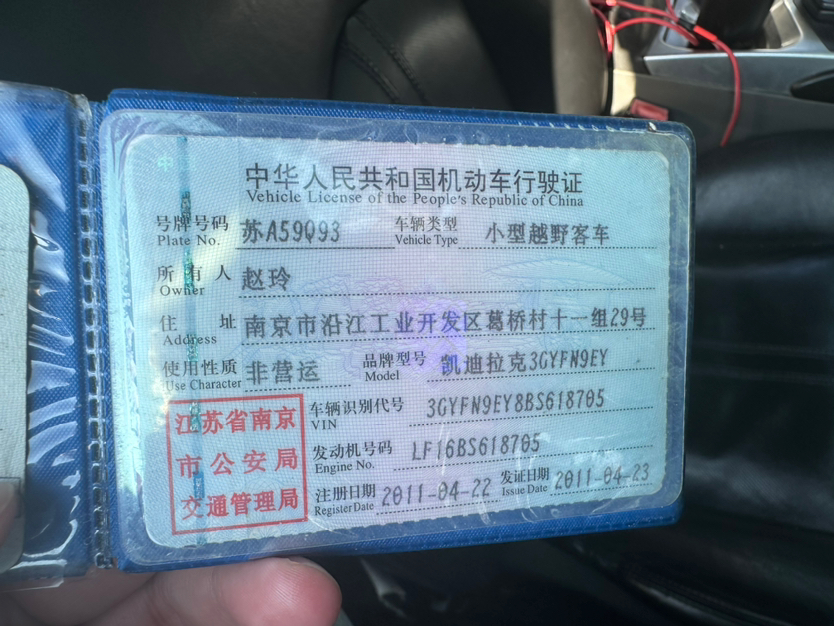 中华人民共和国机动车行驶证
Vehicle License of the People's Republic of China
号牌号码 苏A59Q93 车辆类型 小型越野客车
Plate No. Vehicle Type
所有人 赵玲
Owner
住址 南京市沿江工业开发区葛桥村十一组29号
Address
使用性质 非营运 品牌型号 凯迪拉克3GYFN9EY
Use Character Model
江苏省南京
市公安局
交通管理局
车辆识别代号 3GYFN9EY8BS618705
VIN
发动机号码 LF16BS618705
Engine No.
注册日期 2011-04-22 发证日期 2011-04-23
Register Date Issue Date